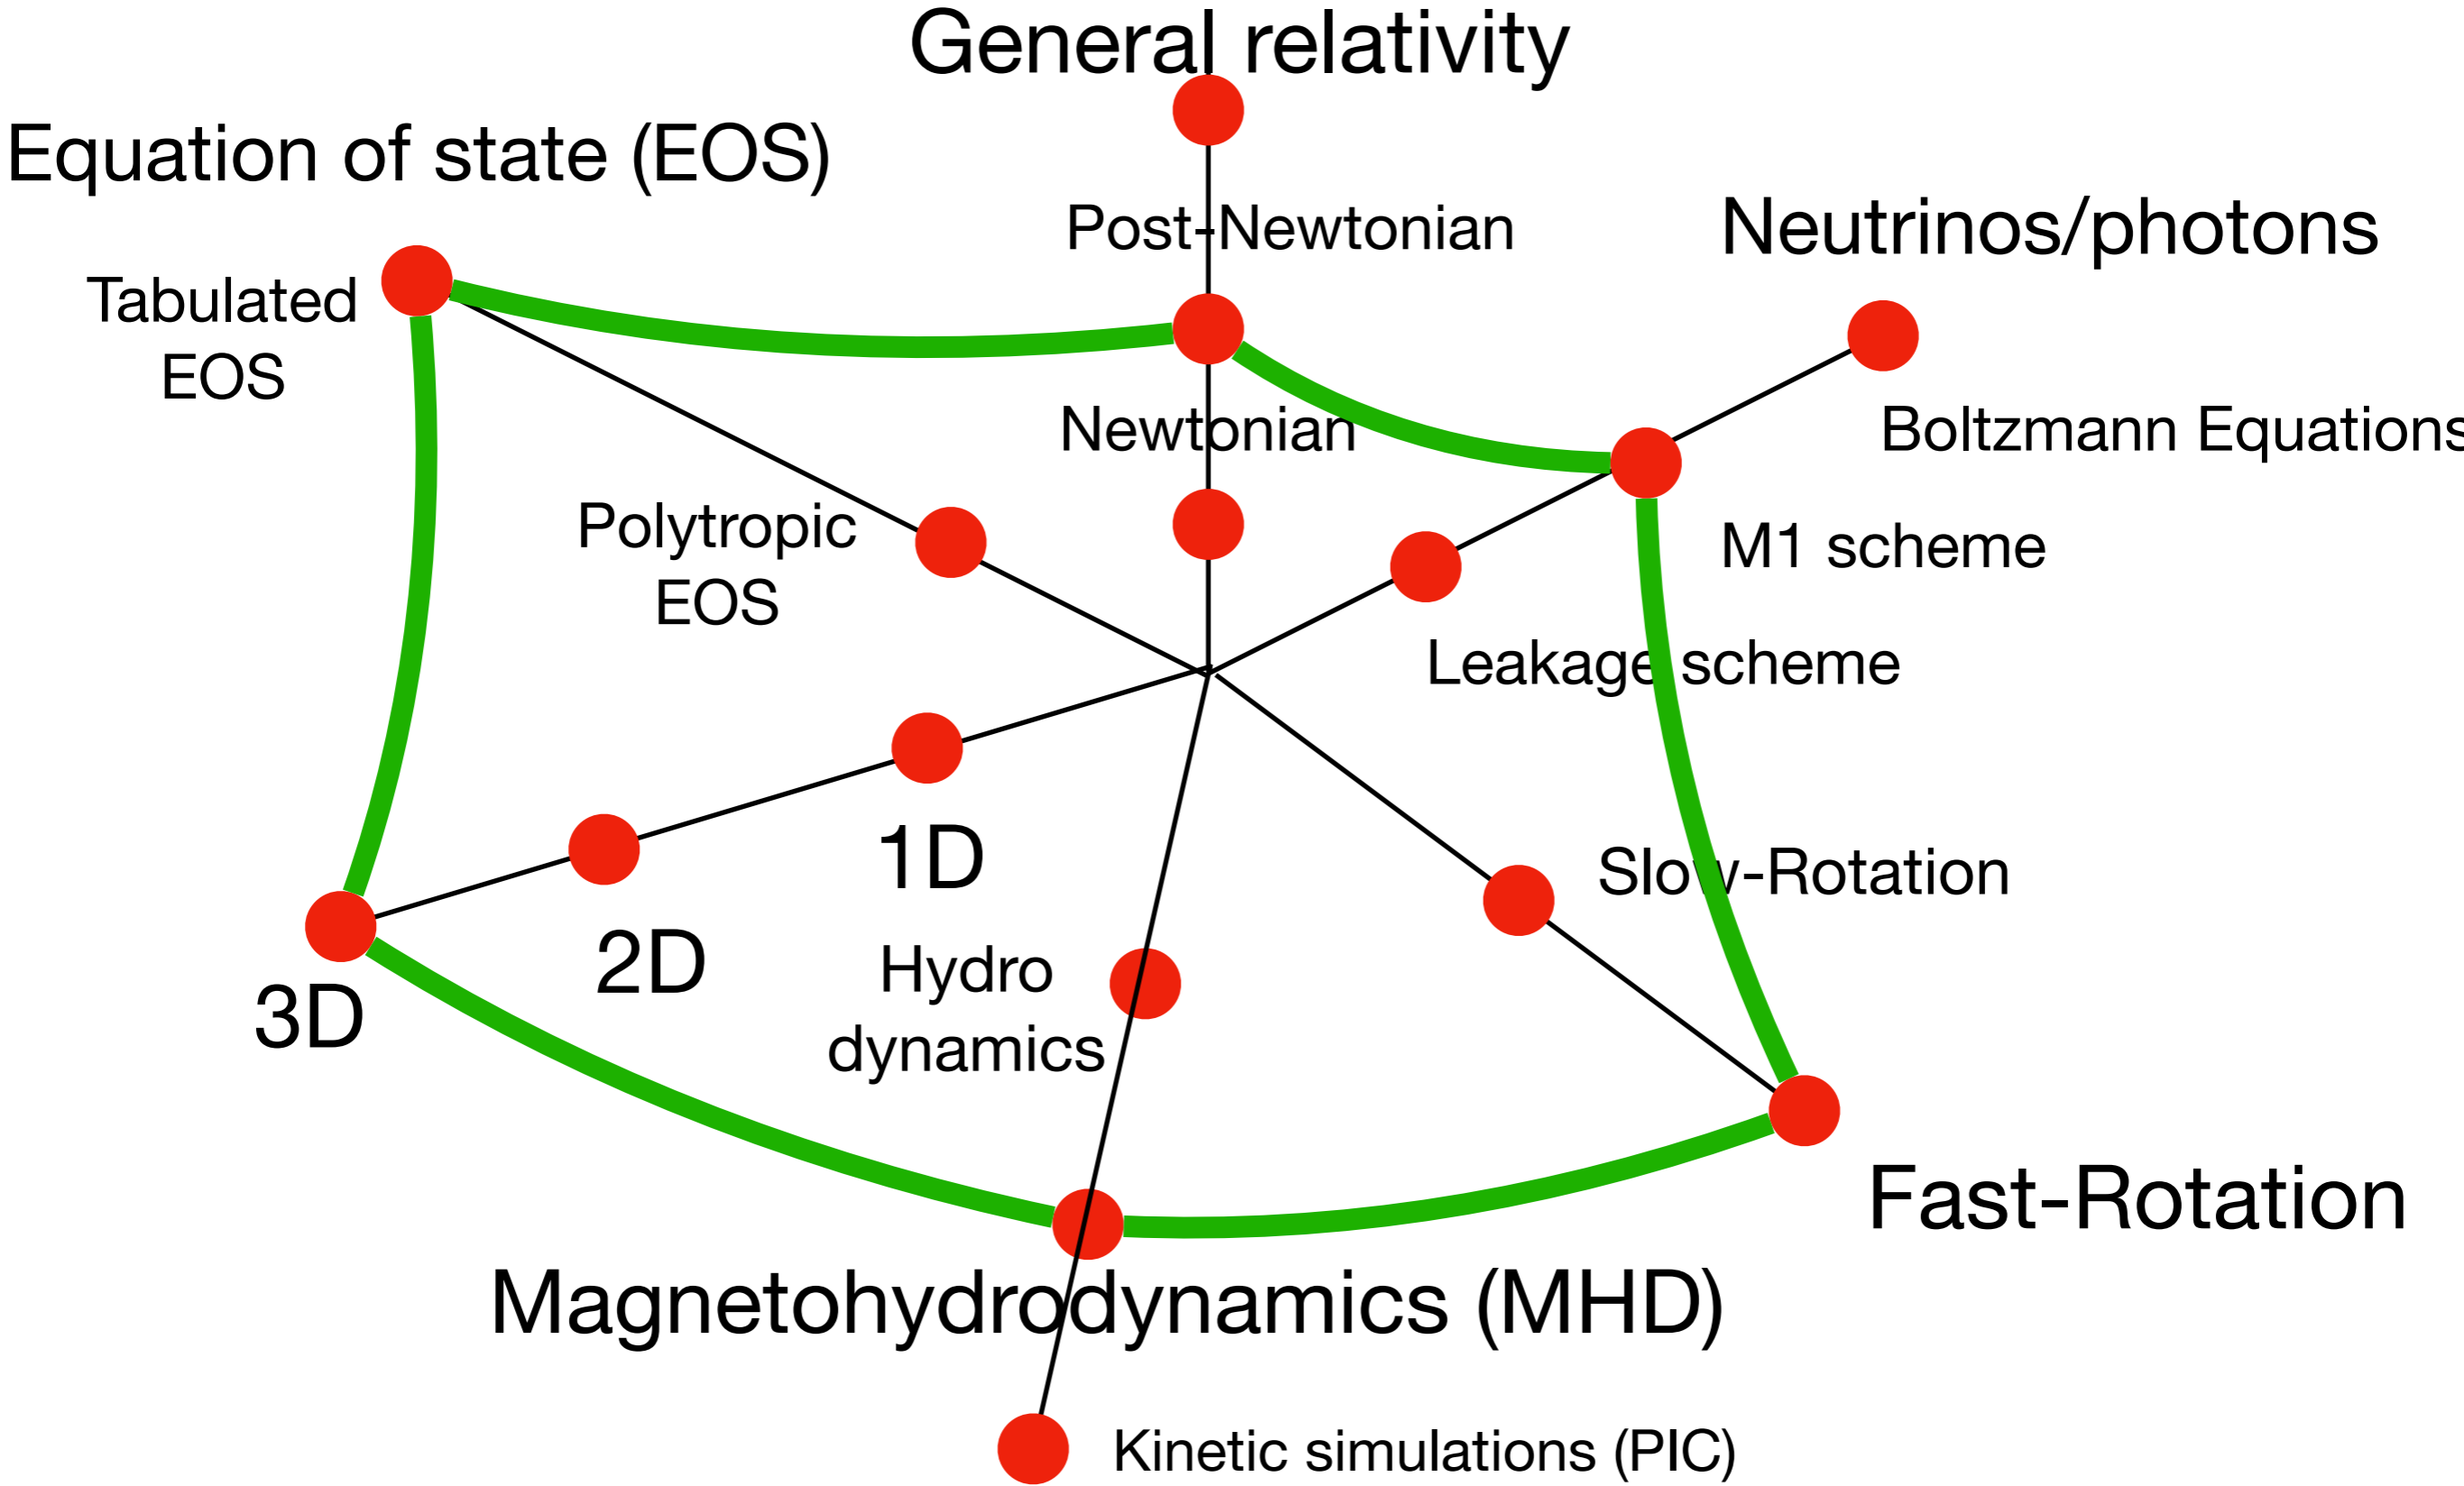 General relativity
Equation of state (EOS)
Post-Newtonian
Neutrinos/photons
Tabulated
EOS
Newtonian
Boltzmann Equations
Polytropic
EOS
M1 scheme
Leakage scheme
1D
Slow-Rotation
2D
Hydro
dynamics
3D
Fast-Rotation
Magnetohydrodynamics (MHD)
Kinetic simulations (PIC)